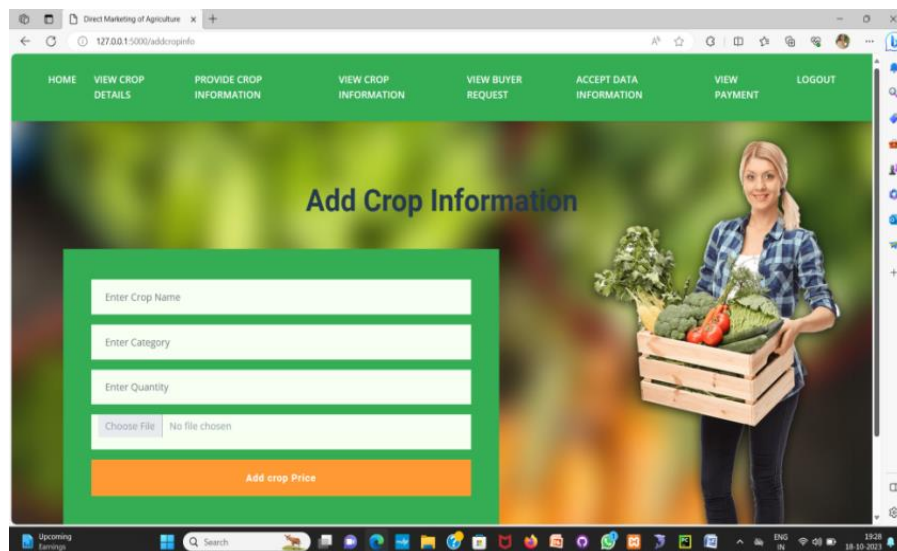 Direct Marketing of Agriculture
127.0.0.1:5000/addcropinfo
HOME
VIEW CROP
DETAILS
PROVIDE CROP
INFORMATION
VIEW CROP
INFORMATION
VIEW BUYER
REQUEST
ACCEPT DATA
INFORMATION
VIEW
PAYMENT
LOGOUT
Add Crop Information
Enter Crop Name
Enter Category
Enter Quantity
Choose File No file chosen
Add crop Price
Upcoming
Earnings
Search
ENG
IN
19:28
18-10-2023